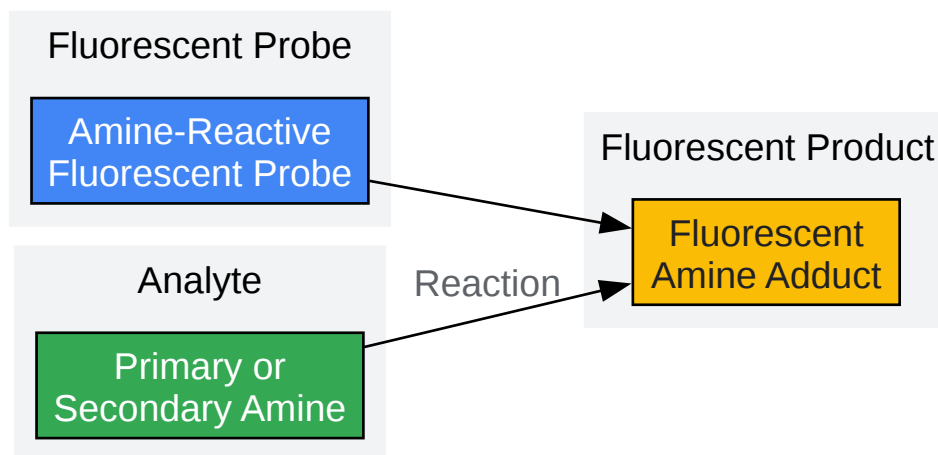 Fluorescent Probe
Amine-Reactive
Fluorescent Probe
Analyte
Primary or
Secondary Amine
Reaction
Fluorescent Product
Fluorescent
Amine Adduct